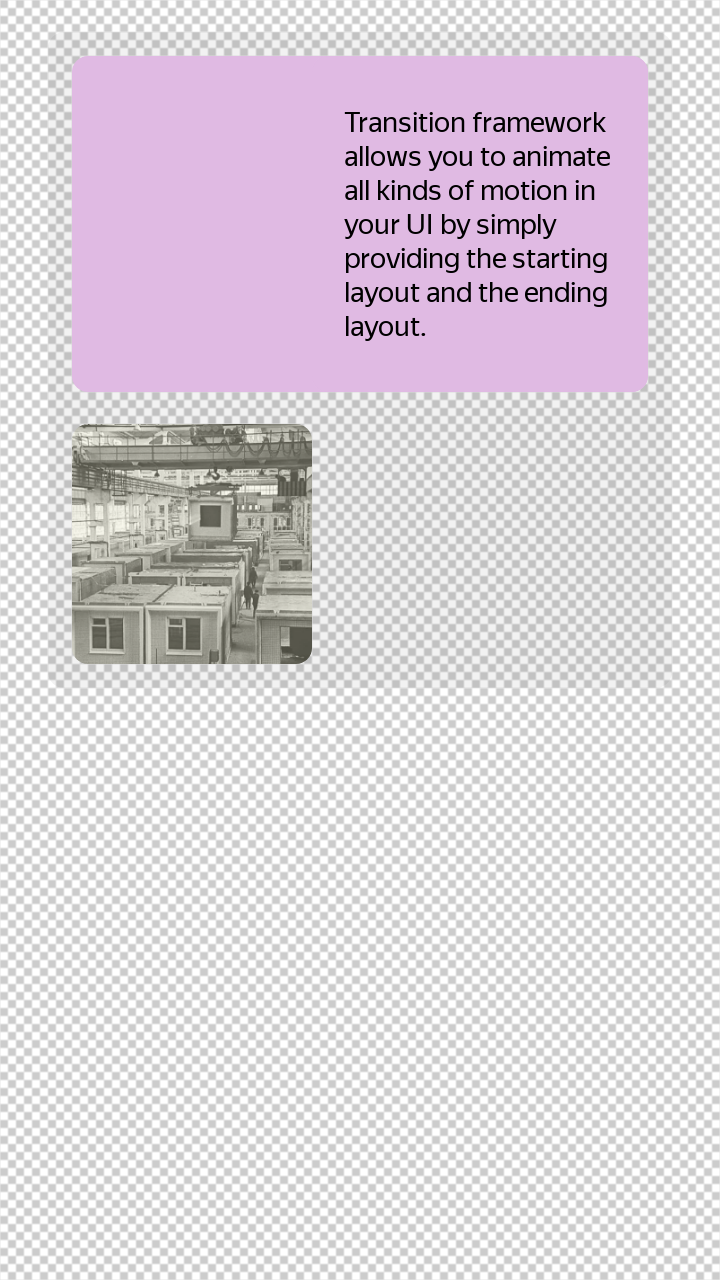 Transition framework
allows you to animate
all kinds of motion in
your UI by simply
providing the starting
layout and the ending
layout.